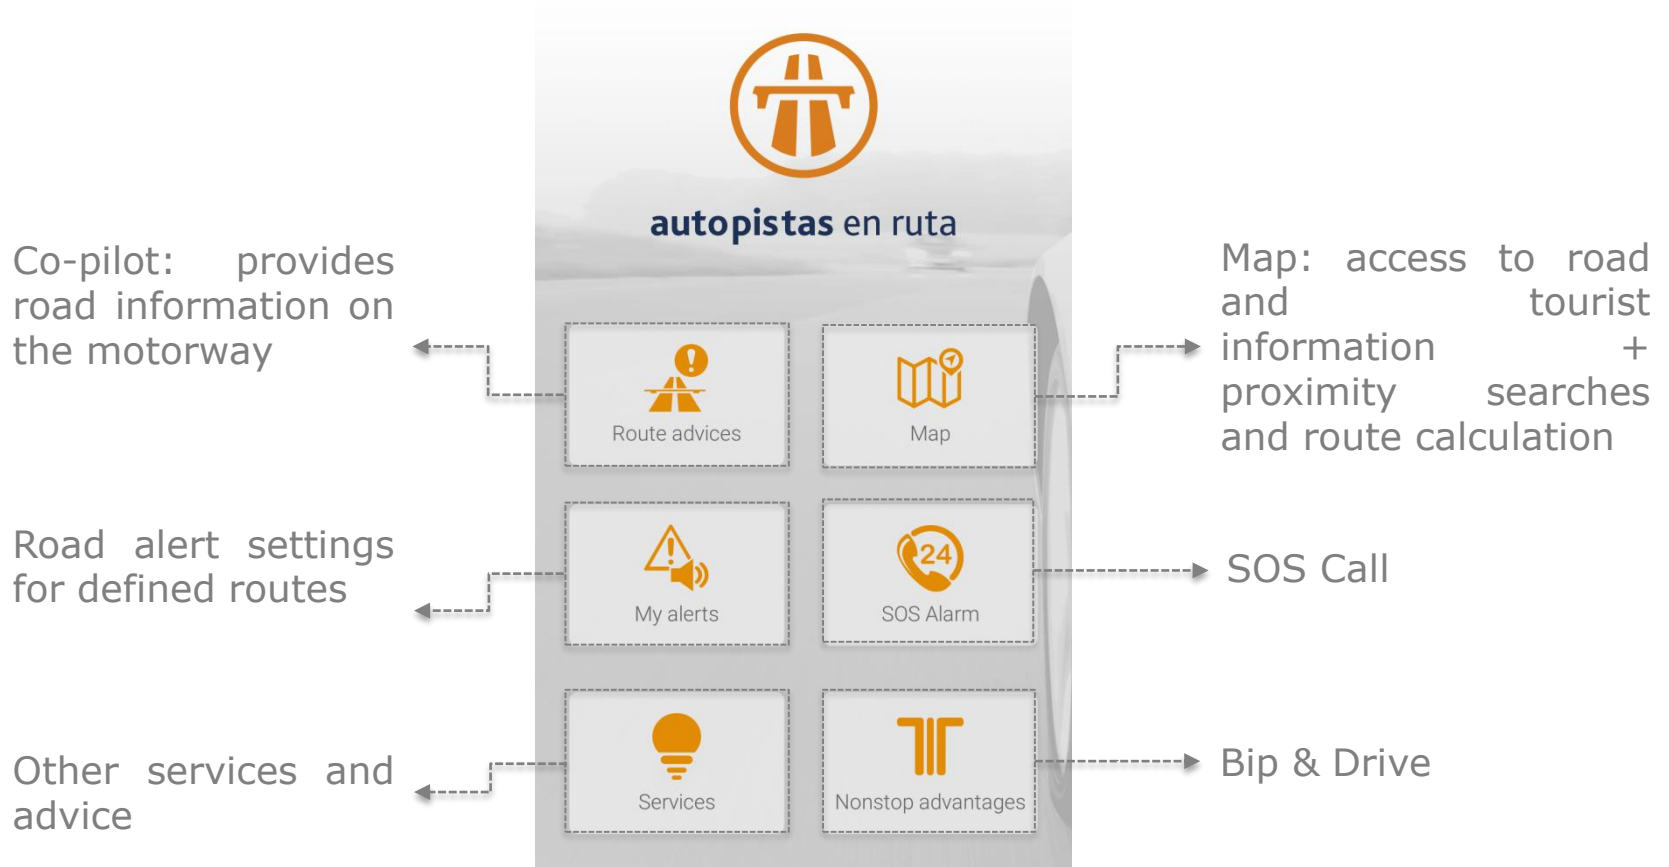 autopistas en ruta
Co-pilot: provides
road information on
the motorway
Route advices
Map
Map: access to road
and tourist
information +
proximity searches
and route calculation
Road alert settings
for defined routes
My alerts
24
SOS Alarm
SOS Call
Other services and
advice
Services
Nonstop advantages
Bip & Drive